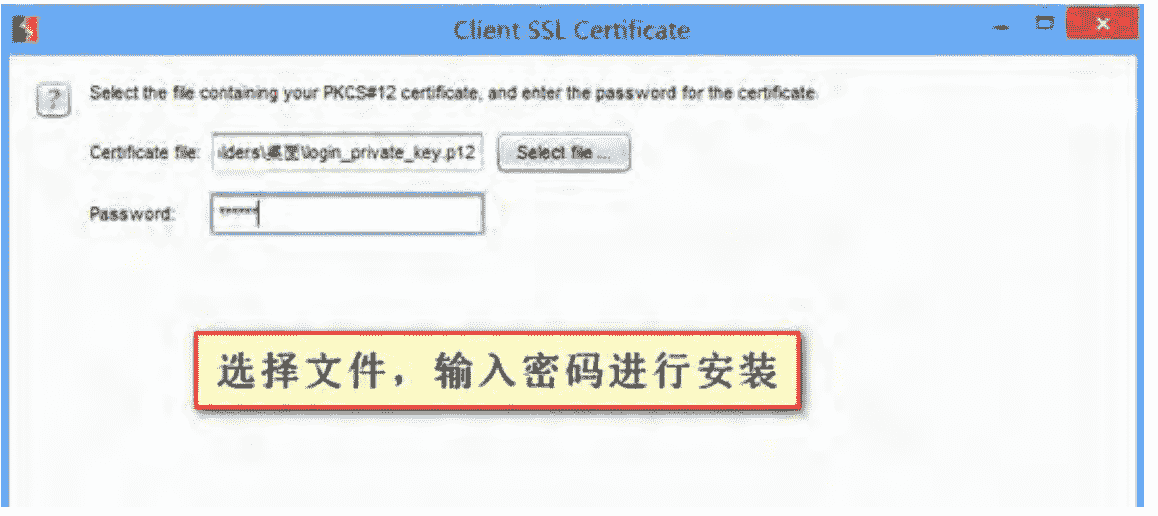 Client SSL Certificate
?
Select the file containing your PKCS#12 certificate, and enter the password for the certificate.
Certificate file:
ilders\桌面\login_private_key.p12
Select file ...
Password:
******
选择文件，输入密码进行安装